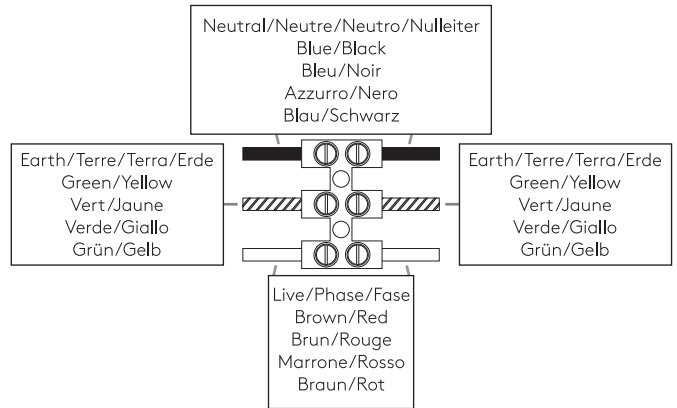 Neutral/Neutre/Neutro/Nulleiter
Blue/Black
Bleu/Noir
Azzurro/Nero
Blau/Schwarz
Earth/Terre/Terra/Erde
Green/Yellow
Vert/Jaune
Verde/Giallo
Grün/Gelb
Earth/Terre/Terra/Erde
Green/Yellow
Vert/Jaune
Verde/Giallo
Grün/Gelb
Live/Phase/Fase
Brown/Red
Brun/Rouge
Marrone/Rosso
Braun/Rot